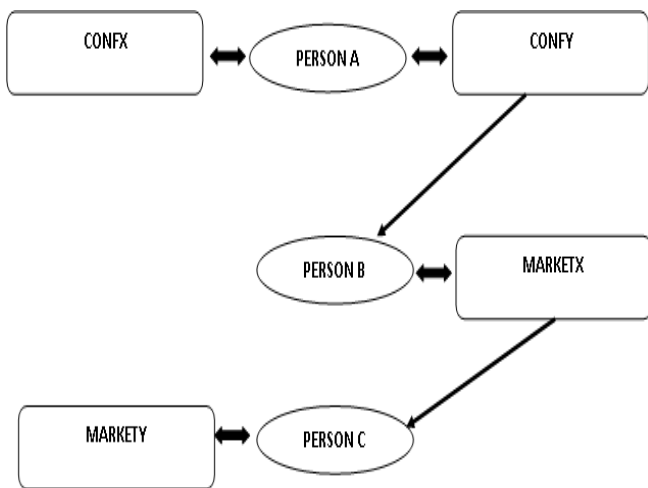 CONFX
PERSON A
CONFY
PERSON B
MARKETX
MARKETY
PERSON C